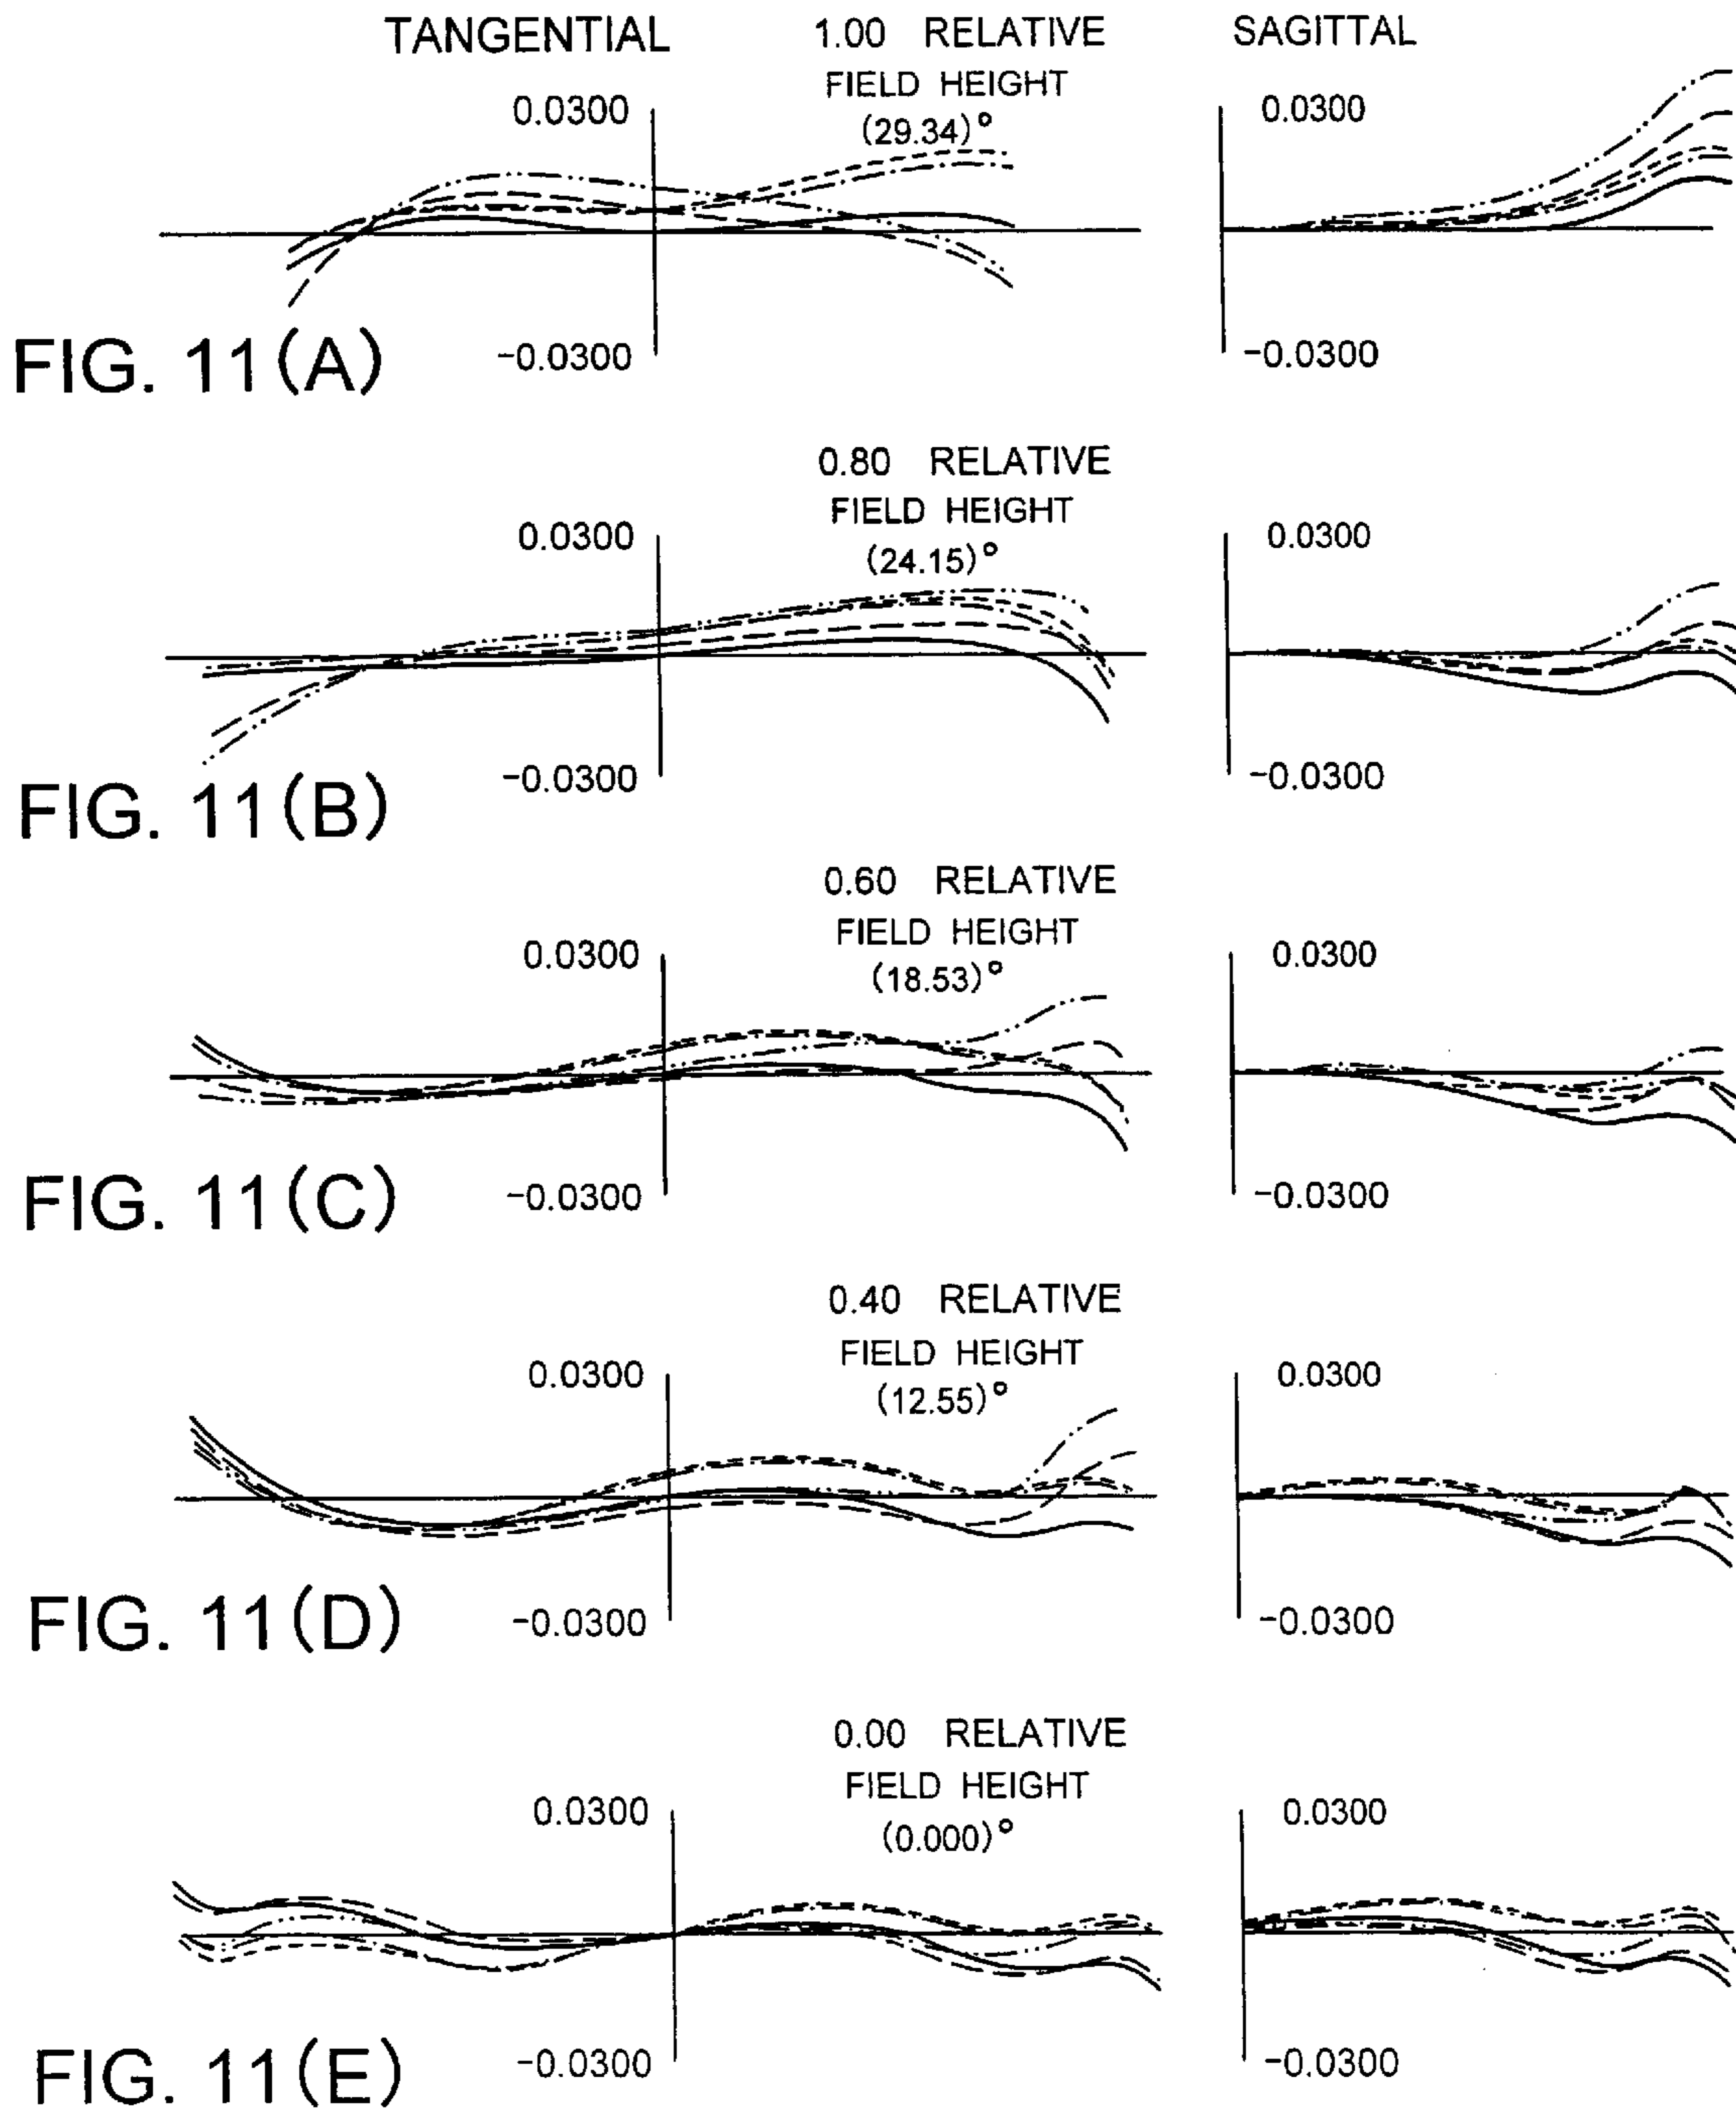 TANGENTIAL
1.00 RELATIVE
FIELD HEIGHT
(29.34)°
SAGITTAL
0.0300
0.0300
-0.0300
-0.0300
FIG. 11(A)
0.80 RELATIVE
FIELD HEIGHT
(24.15)°
0.0300
0.0300
-0.0300
-0.0300
FIG. 11(B)
0.60 RELATIVE
FIELD HEIGHT
(18.53)°
0.0300
0.0300
-0.0300
-0.0300
FIG. 11(C)
0.40 RELATIVE
FIELD HEIGHT
(12.55)°
0.0300
0.0300
-0.0300
-0.0300
FIG. 11(D)
0.00 RELATIVE
FIELD HEIGHT
(0.000)°
0.0300
0.0300
-0.0300
-0.0300
FIG. 11(E)